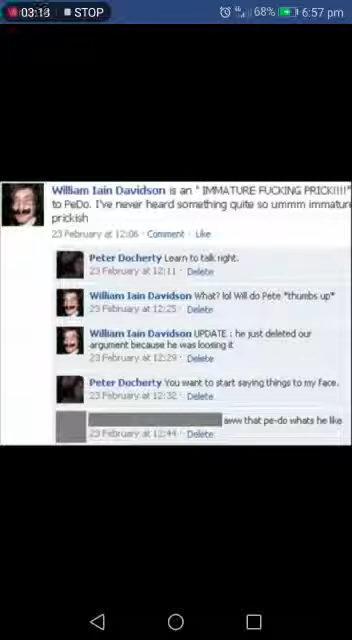 03:13 STOP 68% 6:57 pm
William Iain Davidson is an " IMMATURE FUCKING PRICK!!!!"
to PeDo. I've never heard something quite so ummm immature
prickish
23 February at 12:06 · Comment · Like
Peter Docherty Learn to talk right.
23 February at 12:11 · Delete
William Iain Davidson What? lol Will do Pete *thumbs up*
23 February at 12:25 · Delete
William Iain Davidson UPDATE : he just deleted our
argument because he was loosing it
23 February at 12:29 · Delete
Peter Docherty You want to start saying things to my face.
23 February at 12:32 · Delete
aww that pe-do whats he like
23 February at 12:44 · Delete